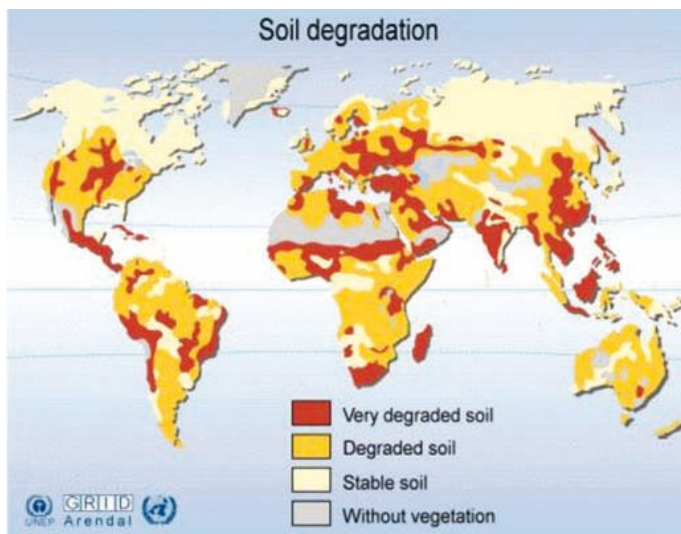 Soil degradation
Very degraded soil
Degraded soil
Stable soil
Without vegetation
UNEP
GRID
Arendal